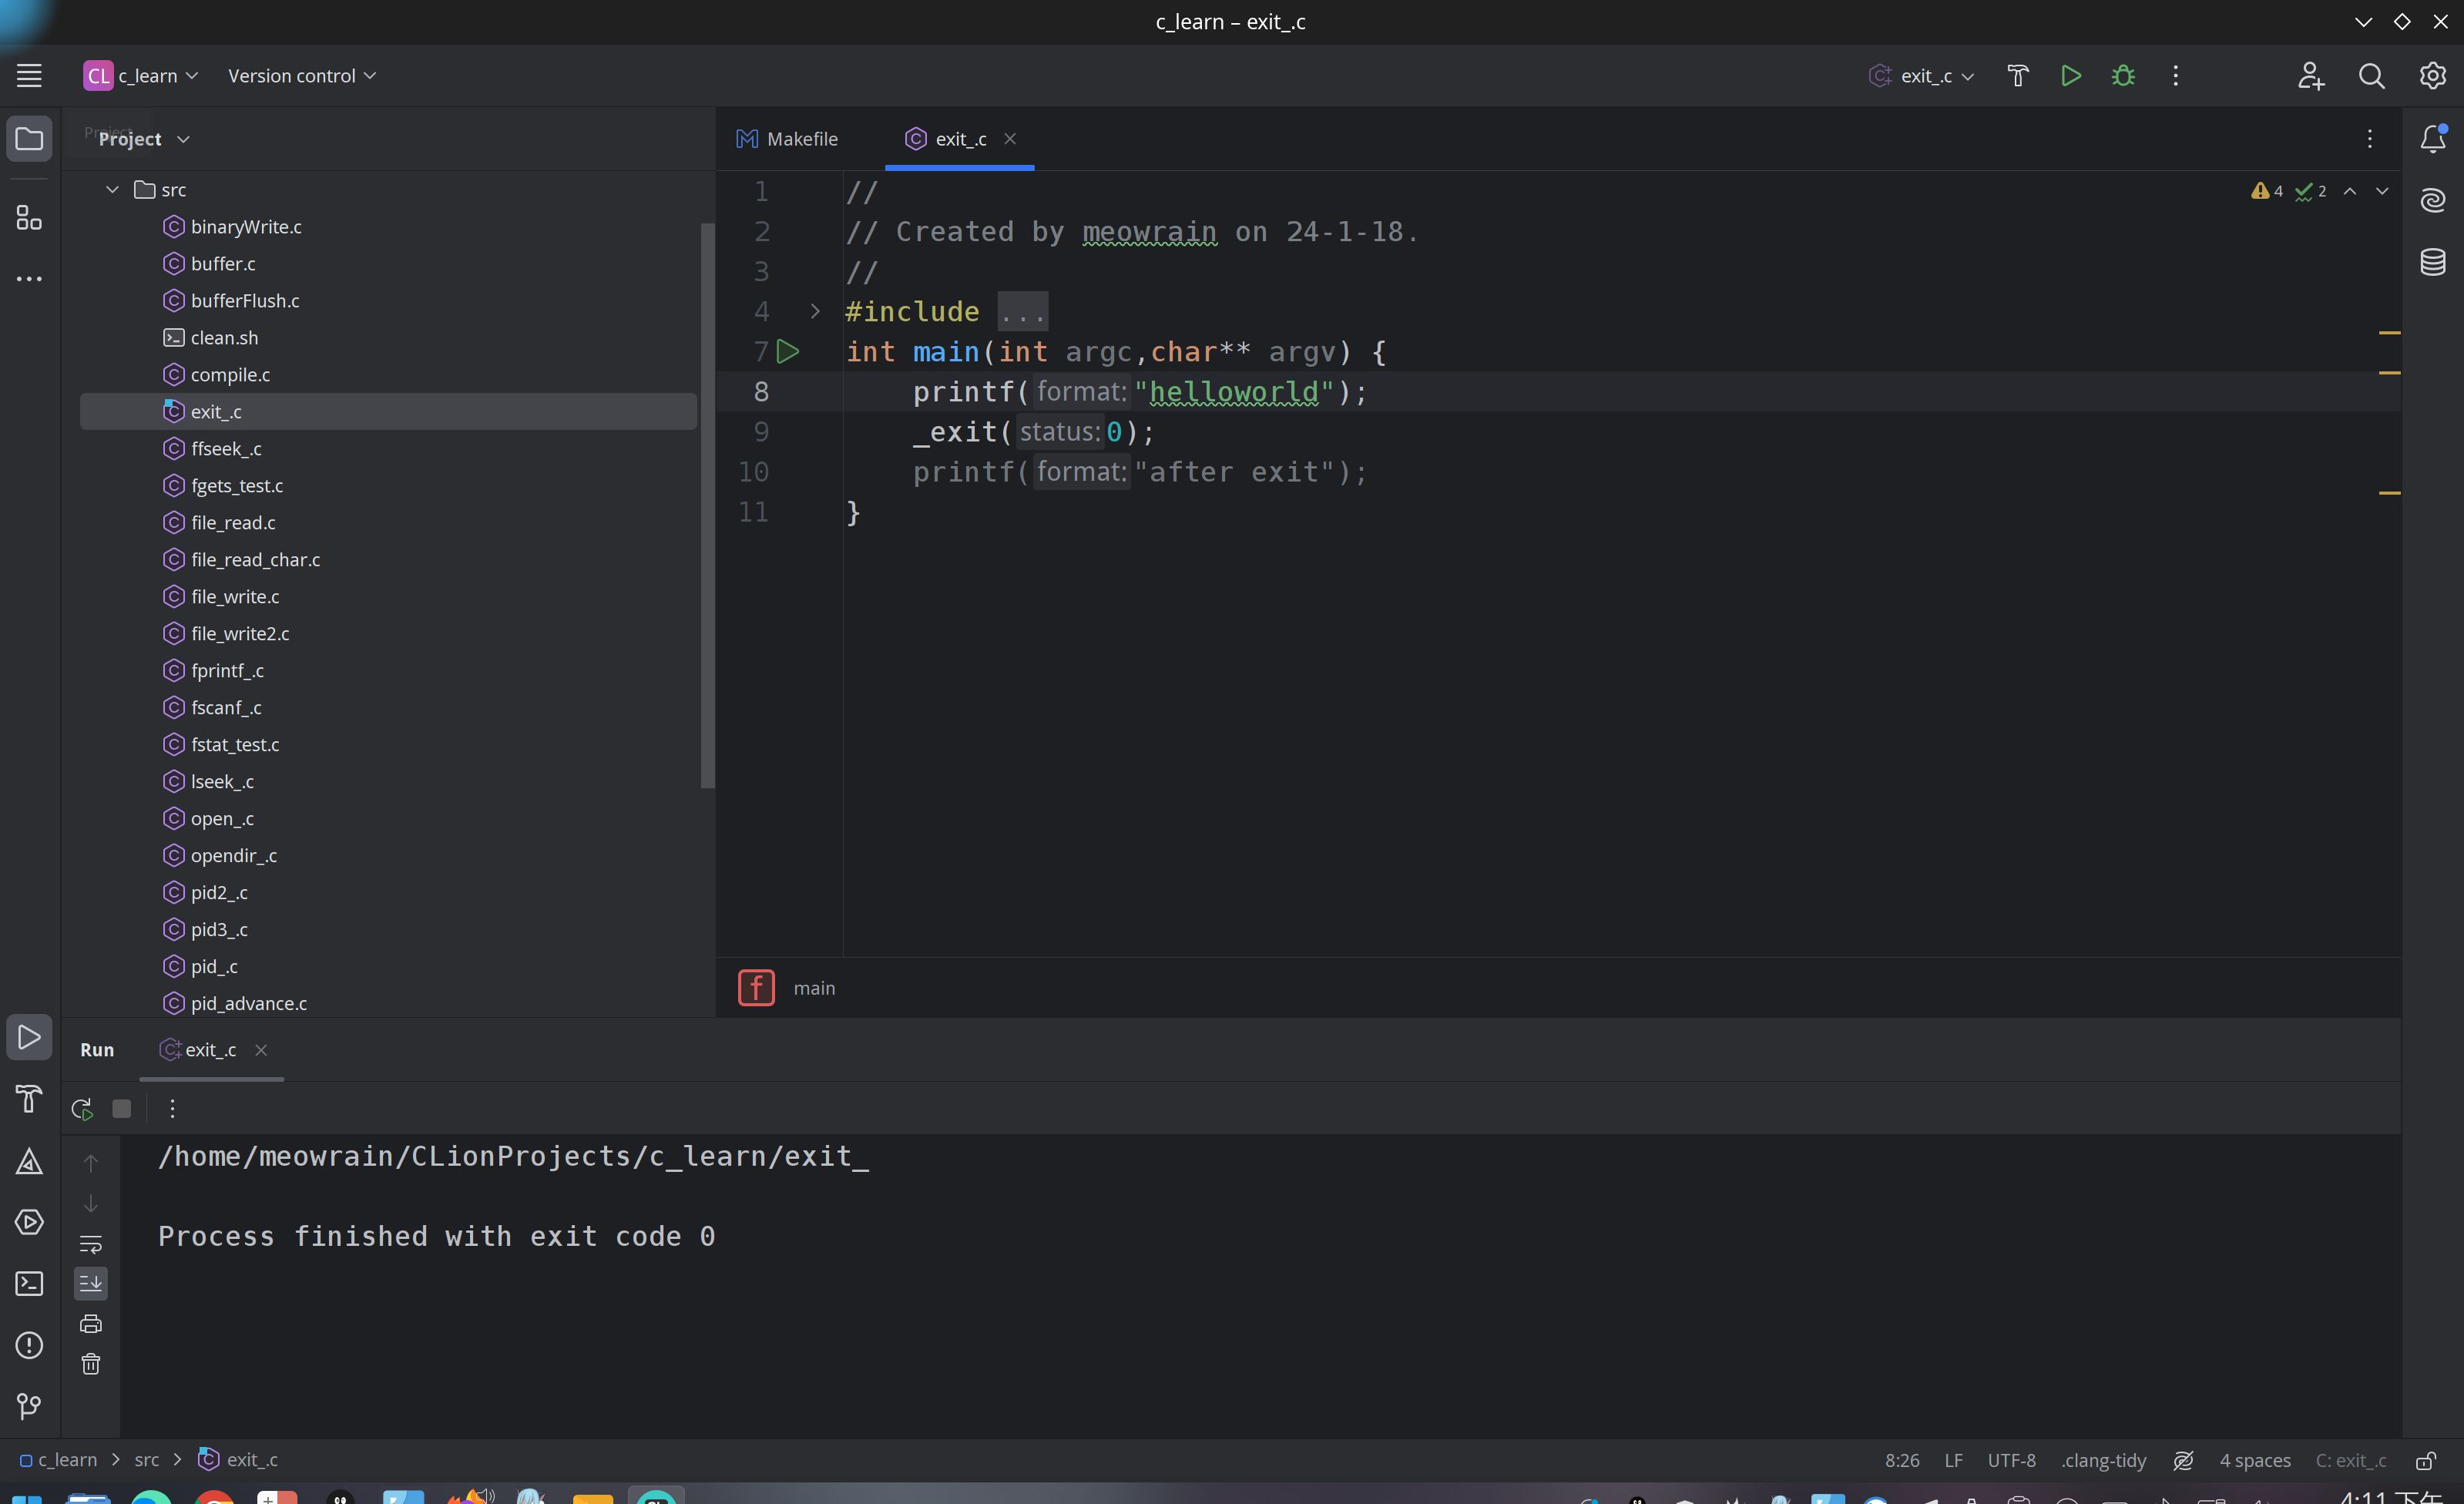 c_learn – exit_.c
CL c_learn Version control exit_.c
Project
Makefile exit_.c
src
binaryWrite.c
buffer.c
bufferFlush.c
clean.sh
compile.c
exit_.c
ffseek_.c
fgets_test.c
file_read.c
file_read_char.c
file_write.c
file_write2.c
fprintf_.c
fscanf_.c
fstat_test.c
lseek_.c
open_.c
opendir_.c
pid2_.c
pid3_.c
pid_.c
pid_advance.c
4 2
1 //
2 // Created by meowrain on 24-1-18.
3 //
4 #include ...
7 int main(int argc,char** argv) {
8 printf( format: "helloworld");
9 _exit( status: 0);
10 printf( format: "after exit");
11 }
f main
Run exit_.c
/home/meowrain/CLionProjects/c_learn/exit_
Process finished with exit code 0
c_learn > src > exit_.c 8:26 LF UTF-8 .clang-tidy 4 spaces C: exit_.c
4:11 下午